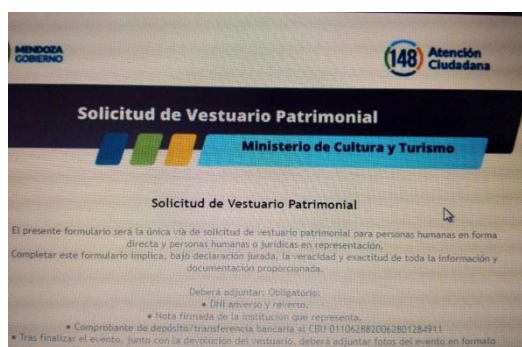 MENDOZA
GOBIERNO
148 Atención
Ciudadana
Solicitud de Vestuario Patrimonial
Ministerio de Cultura y Turismo
Solicitud de Vestuario Patrimonial
El presente formulario será la única vía de solicitud de vestuario patrimonial para personas humanas en forma
directa y personas humanas o jurídicas en representación.
Completar este formulario implica, bajo declaración jurada, la veracidad y exactitud de toda la información y
documentación proporcionada.
Deberá adjuntar: Obligatorio:
• DNI anverso y reverso.
• Nota firmada de la institución que representa.
• Comprobante de depósito/transferencia bancaria al CBU 0110628820062801284911
• Tras finalizar el evento, junto con la devolución del vestuario, deberá adjuntar fotos del evento en formato